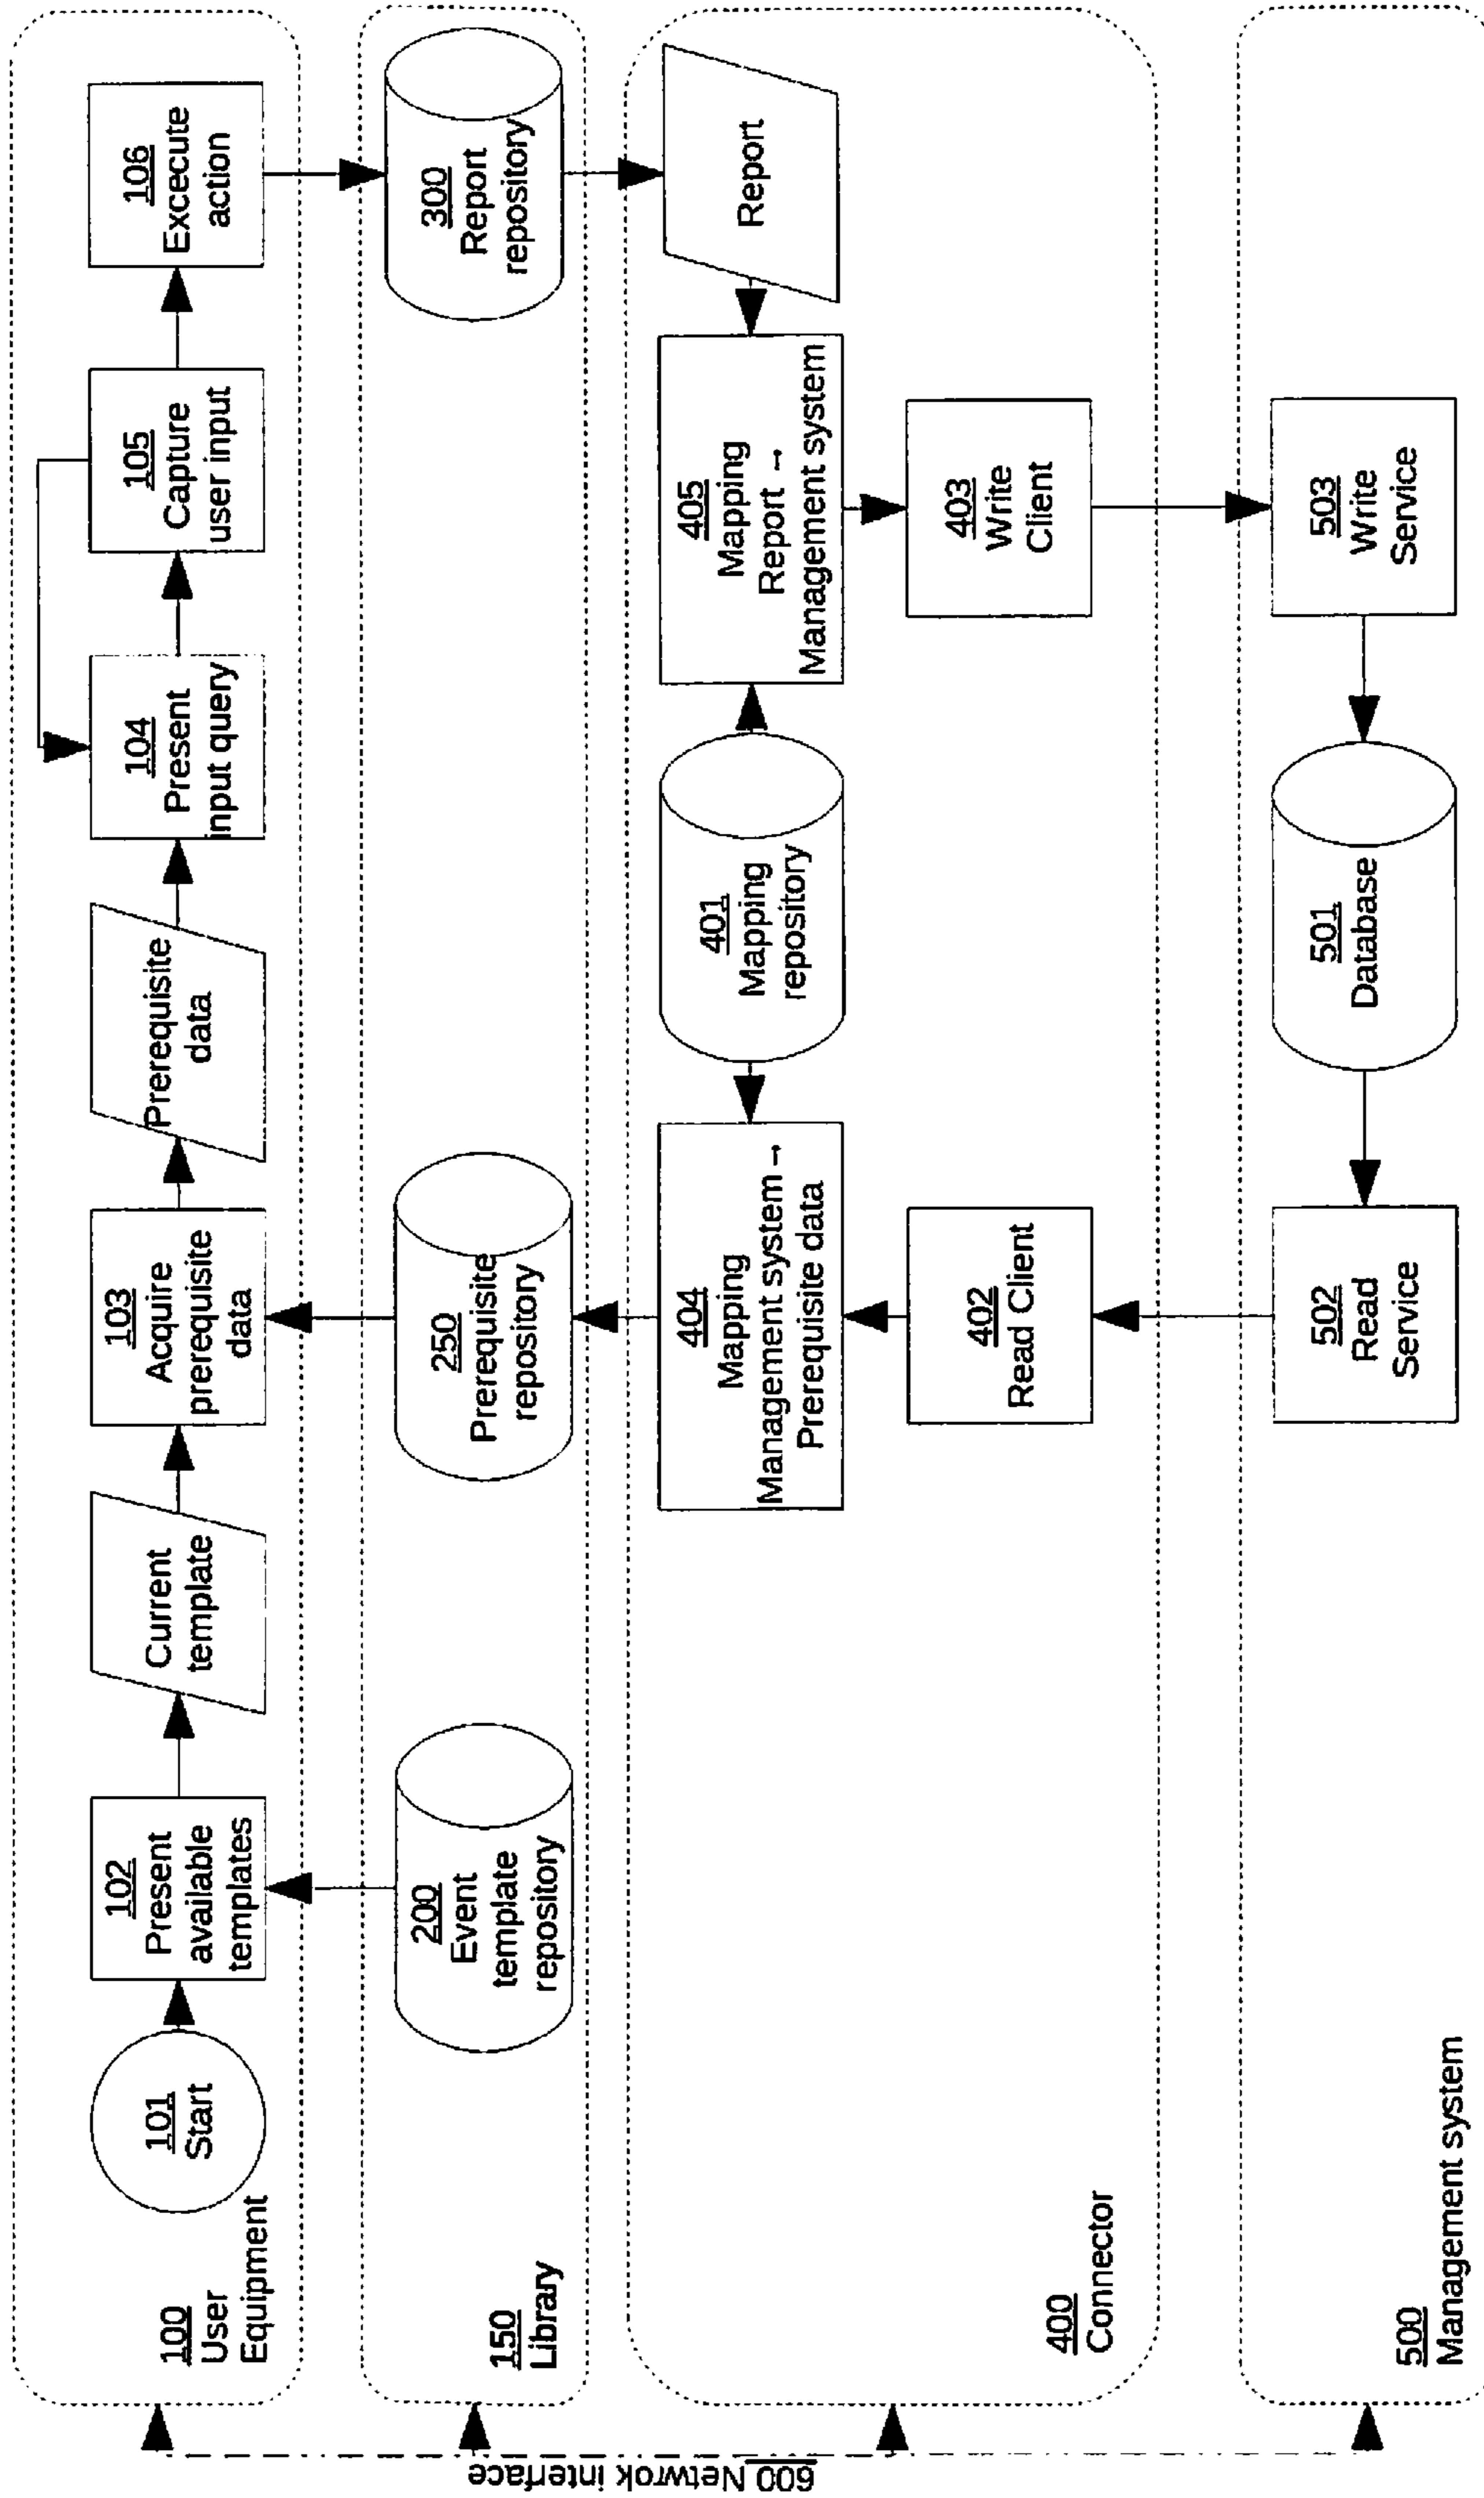 100
User
Equipment
101
Start
102
Present
available
templates
Current
template
103
Acquire
prerequisite
data
Prerequisite
data
104
Present
input query
105
Capture
user input
106
Excecute
action
150
Library
200
Event
template
repository
250
Prerequisite
repository
300
Report
repository
400
Connector
404
Mapping
Management system→
Prerequisite data
401
Mapping
repository
405
Mapping
Report →
Management system
Report
402
Read Client
403
Write
Client
500
Management system
502
Read
Service
501
Database
503
Write
Service
600 Netwrok interface